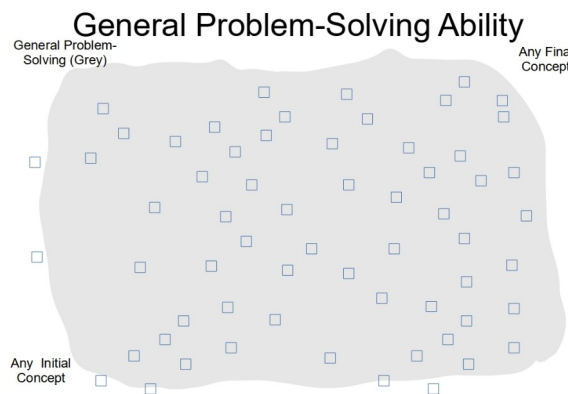 General Problem-Solving Ability
General Problem-
Solving (Grey)
Any Fina
Concept
Any Initial
Concept